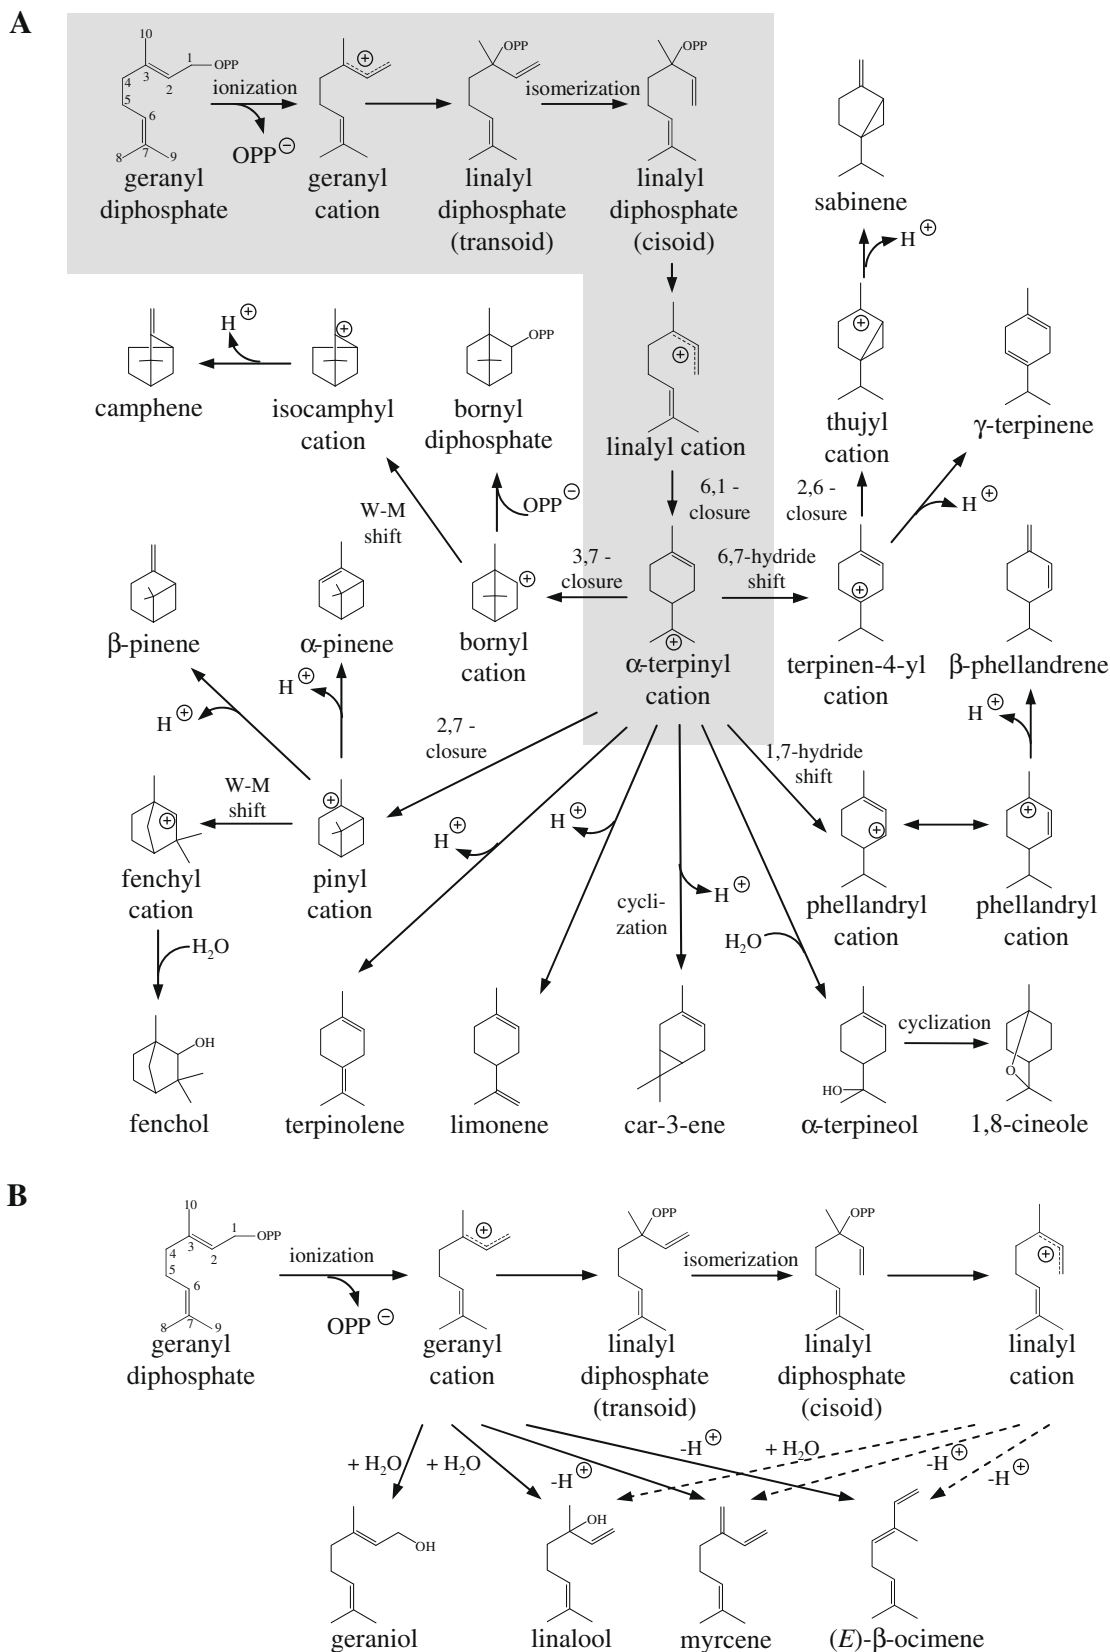 A
10
1
OPP
3
2
4
5
6
7
8
9
ionization
OPP⊖
geranyl
diphosphate
⊕
geranyl
cation
OPP
linalyl
diphosphate
(transoid)
isomerization
OPP
linalyl
diphosphate
(cisoid)
sabinene
H⊕
⊕
linalyl cation
⊕
thujyl
cation
γ-terpinene
camphene
H⊕
⊕
isocamphyl
cation
OPP
bornyl
diphosphate
W-M
shift
OPP⊖
6,1 -
closure
2,6 -
closure
H⊕
β-pinene
α-pinene
⊕
bornyl
cation
3,7 -
closure
⊕
α-terpinyl
cation
6,7-hydride
shift
⊕
terpinen-4-yl
cation
β-phellandrene
H⊕
H⊕
H⊕
2,7 -
closure
1,7-hydride
shift
⊕
fenchyl
cation
W-M
shift
⊕
pinyl
cation
H⊕
H⊕
cycli-
zation
H⊕
H₂O
⊕
phellandryl
cation
⊕
phellandryl
cation
H₂O
OH
fenchol
terpinolene
limonene
car-3-ene
HO
α-terpineol
cyclization
O
1,8-cineole
B
10
1
OPP
3
2
4
5
6
7
8
9
geranyl
diphosphate
ionization
OPP⊖
⊕
geranyl
cation
OPP
linalyl
diphosphate
(transoid)
isomerization
OPP
linalyl
diphosphate
(cisoid)
⊕
linalyl
cation
+ H₂O
+ H₂O
-H⊕
-H⊕
+ H₂O
-H⊕
-H⊕
OH
geraniol
OH
linalool
myrcene
(E)-β-ocimene